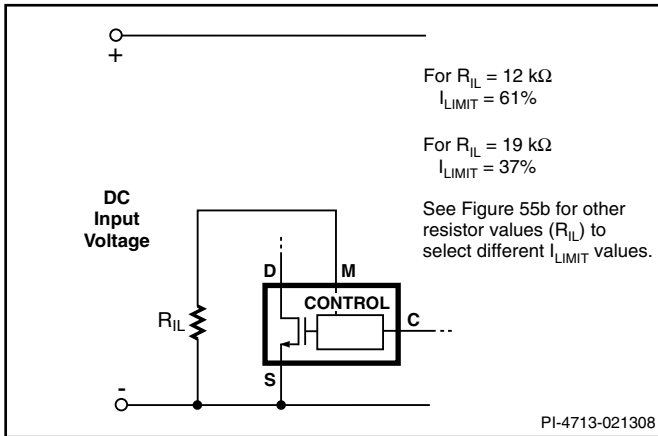 +
For R_IL = 12 kΩ
I_LIMIT = 61%
For R_IL = 19 kΩ
I_LIMIT = 37%
See Figure 55b for other
resistor values (R_IL) to
select different I_LIMIT values.
DC
Input
Voltage
D M
CONTROL
C
R_IL
S
-
PI-4713-021308